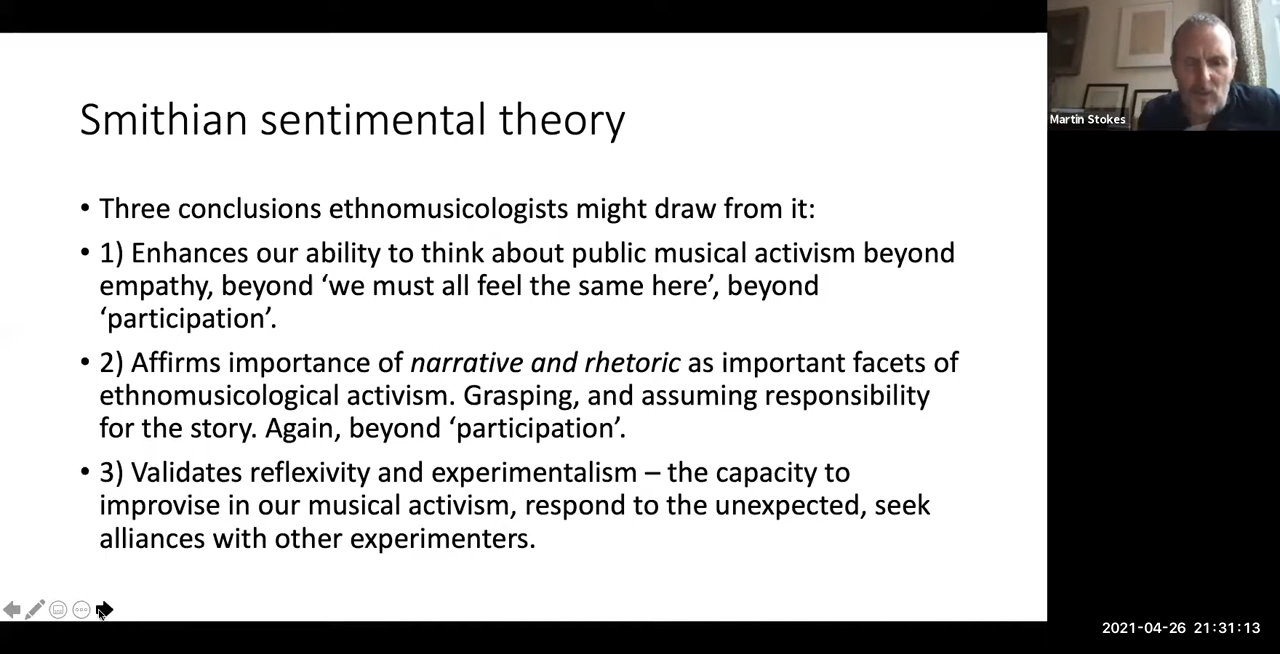 Smithian sentimental theory
Martin Stokes
• Three conclusions ethnomusicologists might draw from it:
• 1) Enhances our ability to think about public musical activism beyond
empathy, beyond ‘we must all feel the same here’, beyond
‘participation’.
• 2) Affirms importance of narrative and rhetoric as important facets of
ethnomusicological activism. Grasping, and assuming responsibility
for the story. Again, beyond ‘participation’.
• 3) Validates reflexivity and experimentalism – the capacity to
improvise in our musical activism, respond to the unexpected, seek
alliances with other experimenters.
2021-04-26 21:31:13